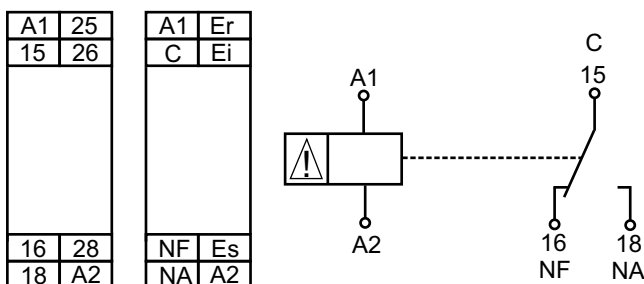 A1 25
15 26
16 28
18 A2
A1 Er
C Ei
NF Es
NA A2
A1
!
A2
C
15
16 18
NF NA